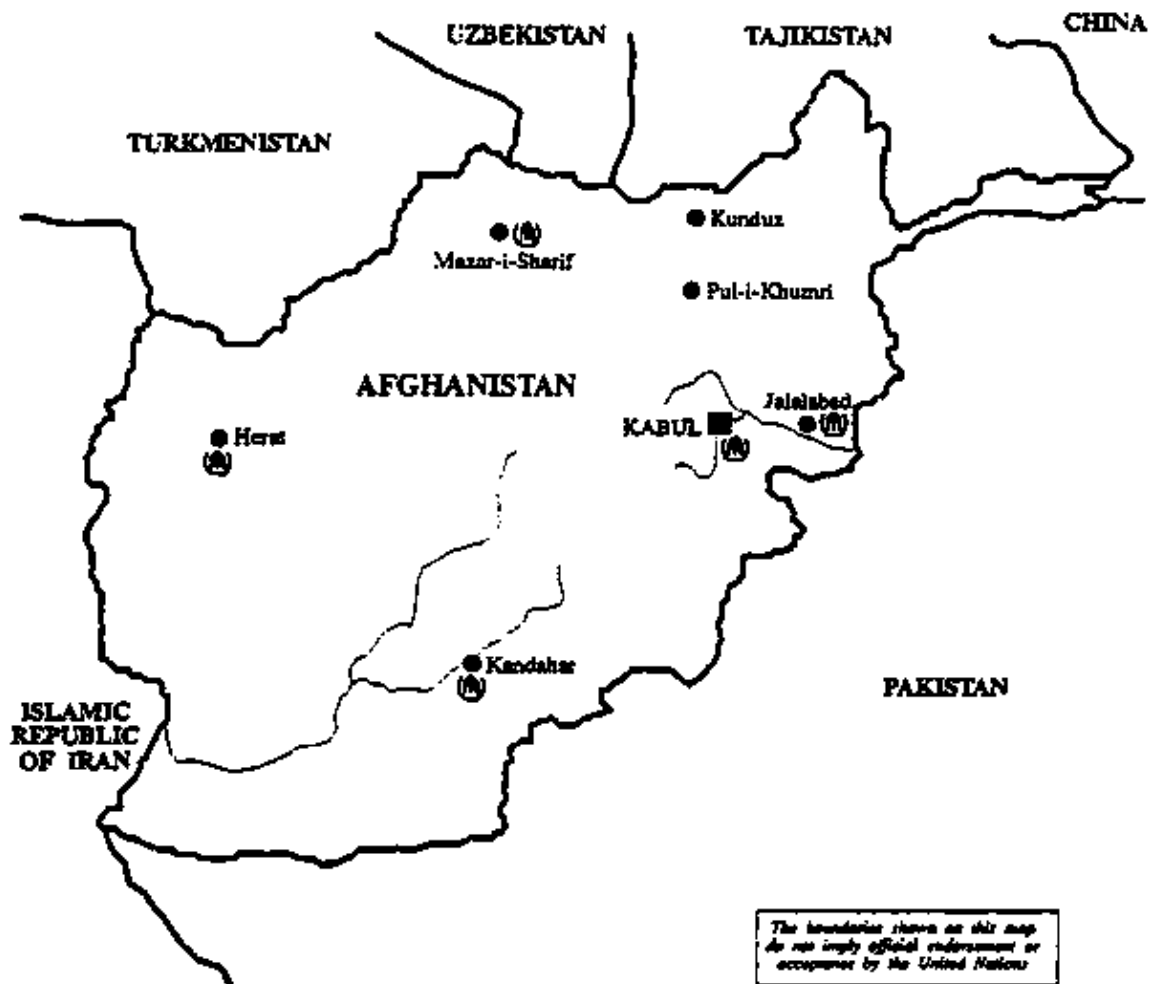 CHINA
UZBEKISTAN
TAJIKISTAN
TURKMENISTAN
Kunduz
Mazar-i-Sharif
Pul-i-Khumri
AFGHANISTAN
Jalalabad
KABUL
Herat
Kandahar
PAKISTAN
ISLAMIC
REPUBLIC
OF IRAN
The boundaries shown on this map
do not imply official endorsement or
acceptance by the United Nations